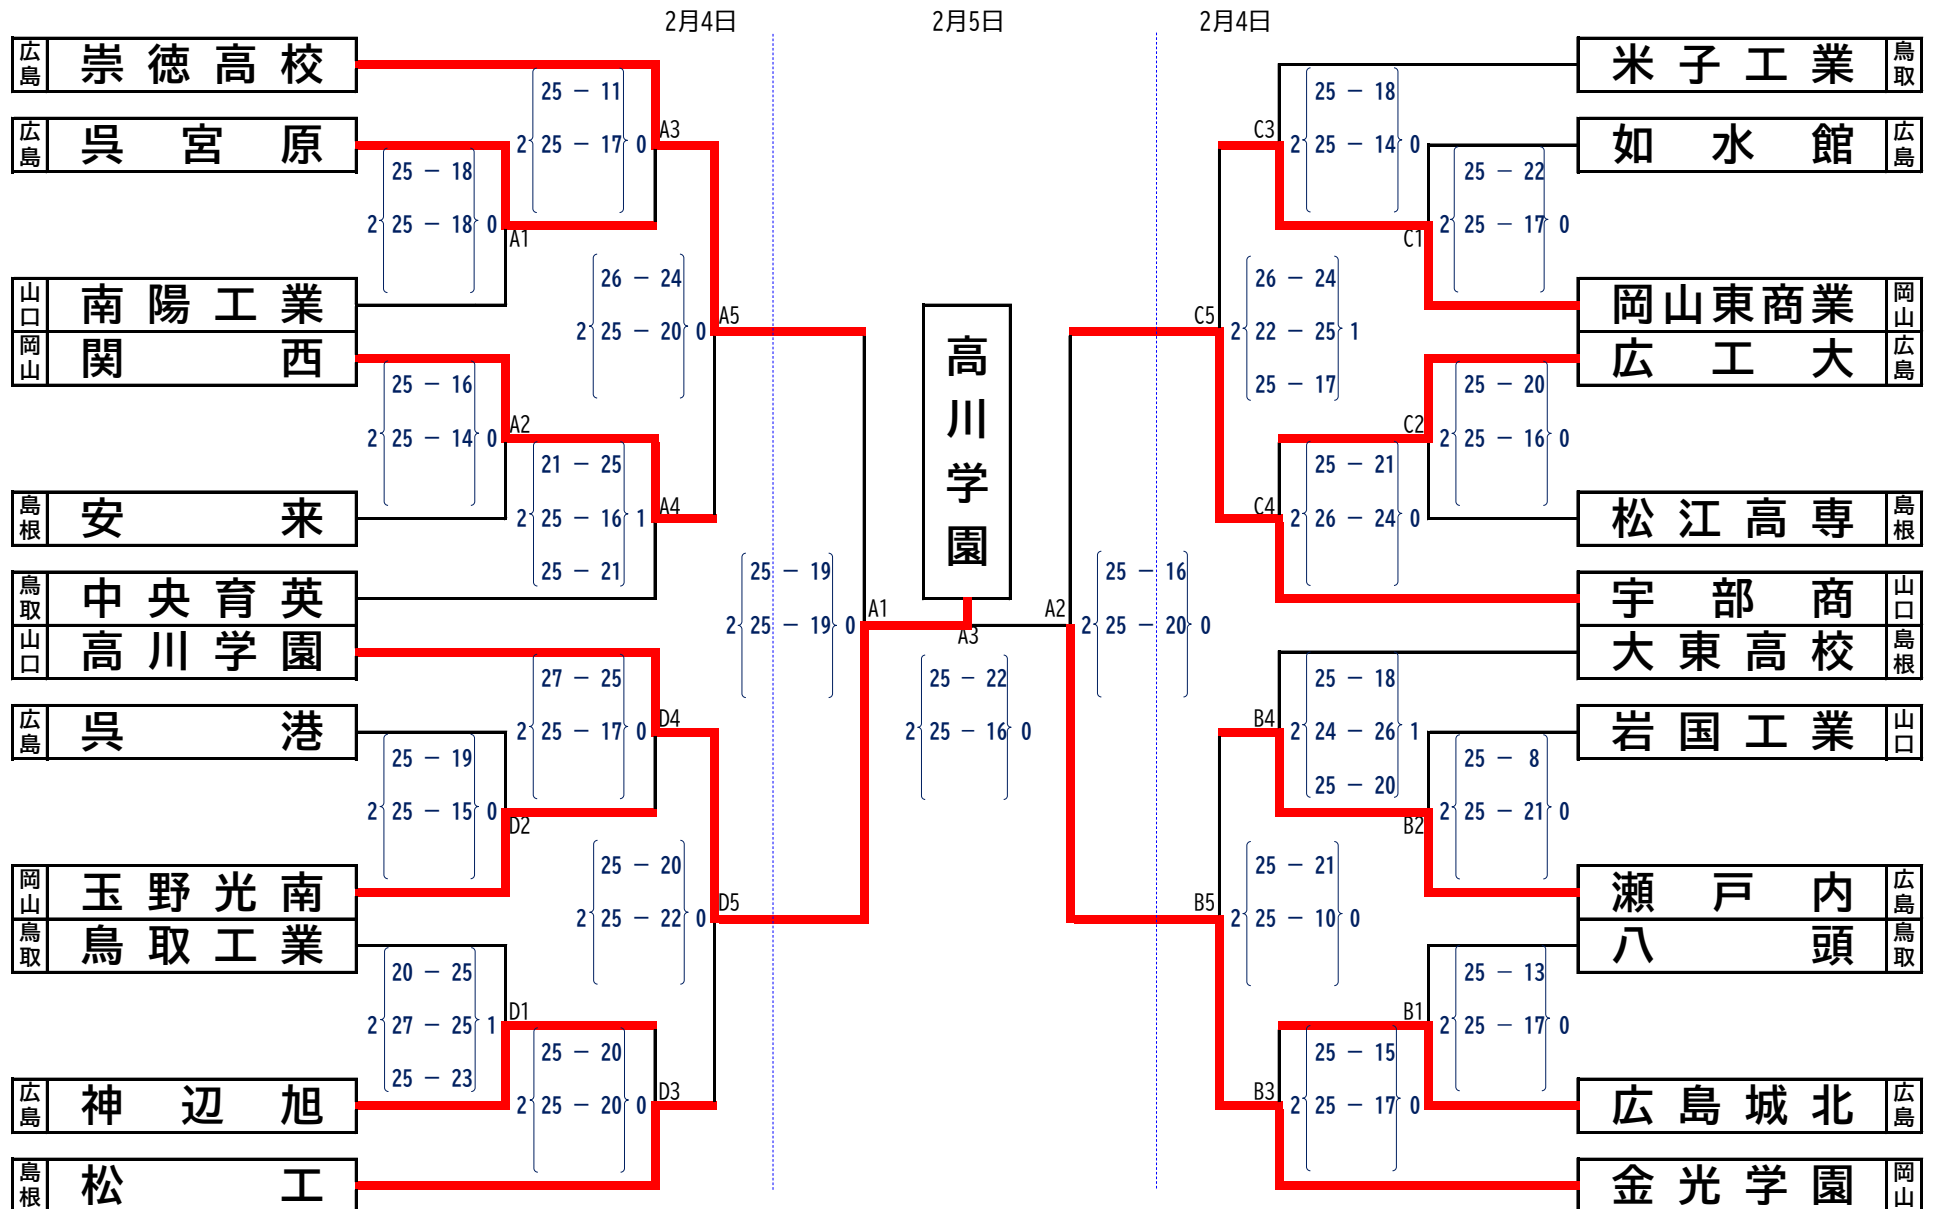 2月4日
2月5日
2月4日
広島 崇徳高校
広島 呉宮原
山口 南陽工業
岡山 関西
島根 安来
鳥取 中央育英
山口 高川学園
広島 呉港
岡山 玉野光南
鳥取 鳥取工業
広島 神辺旭
島根 松工
A3
25 － 11
2 25 － 17 0
A1
25 － 18
2 25 － 18 0
A5
26 － 24
2 25 － 20 0
A2
25 － 16
2 25 － 14 0
A4
21 － 25
2 25 － 16 1
25 － 21
A1
25 － 19
2 25 － 19 0
D4
27 － 25
2 25 － 17 0
D2
25 － 19
2 25 － 15 0
D5
25 － 20
2 25 － 22 0
D1
20 － 25
2 27 － 25 1
25 － 23
D3
25 － 20
2 25 － 20 0
高川学園
A3
25 － 22
2 25 － 16 0
A2
25 － 16
2 25 － 20 0
C3
25 － 18
2 25 － 14 0
C1
25 － 22
2 25 － 17 0
C5
26 － 24
2 22 － 25 1
25 － 17
C2
25 － 20
2 25 － 16 0
C4
25 － 21
2 26 － 24 0
B4
25 － 18
2 24 － 26 1
25 － 20
B2
25 － 8
2 25 － 21 0
B5
25 － 21
2 25 － 10 0
B1
25 － 13
2 25 － 17 0
B3
25 － 15
2 25 － 17 0
米子工業 鳥取
如水館 広島
岡山東商業 岡山
広工大 広島
松江高専 島根
宇部商 山口
大東高校 島根
岩国工業 山口
瀬戸内 広島
八頭 鳥取
広島城北 広島
金光学園 岡山